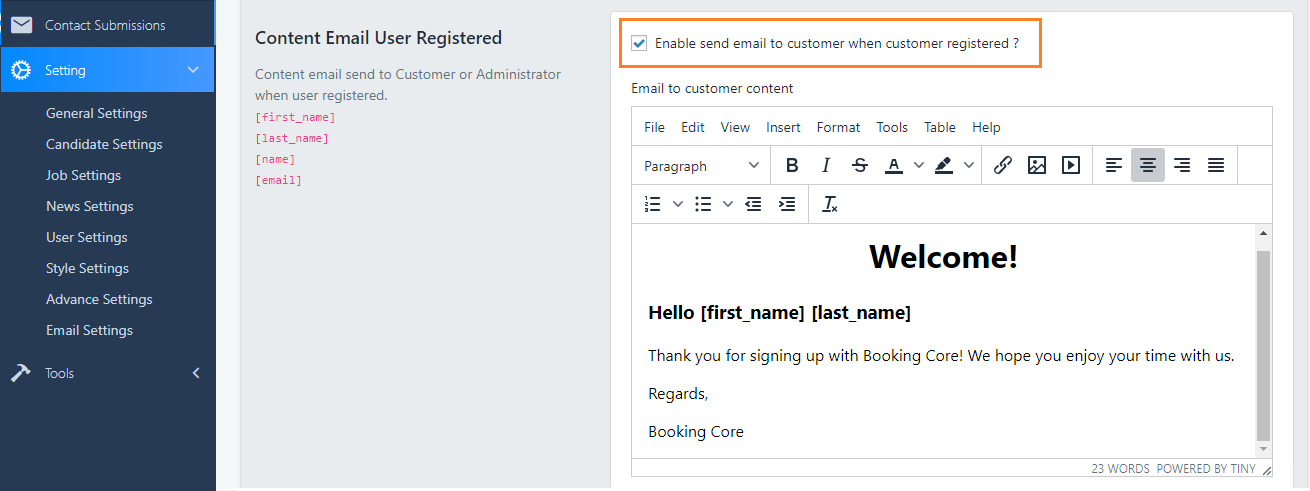 Contact Submissions
Setting
General Settings
Candidate Settings
Job Settings
News Settings
User Settings
Style Settings
Advance Settings
Email Settings
Tools
Content Email User Registered
Content email send to Customer or Administrator
when user registered.
[first_name]
[last_name]
[name]
[email]
Enable send email to customer when customer registered ?
Email to customer content
File Edit View Insert Format Tools Table Help
Paragraph B I S A
Welcome!
Hello [first_name] [last_name]
Thank you for signing up with Booking Core! We hope you enjoy your time with us.
Regards,
Booking Core
23 WORDS POWERED BY TINY